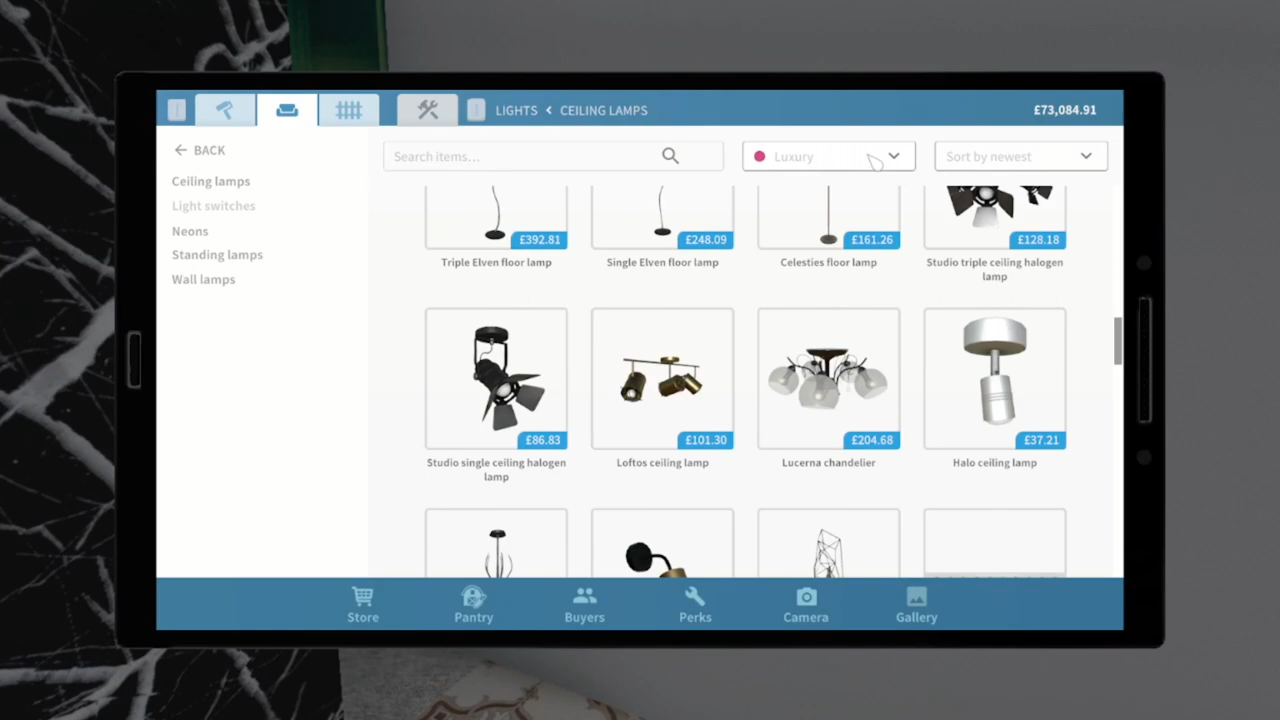 LIGHTS < CEILING LAMPS
£73,084.91
BACK
Search items...
Luxury
Sort by newest
Ceiling lamps
Light switches
Neons
Standing lamps
Wall lamps
£392.81
£248.09
£161.26
£128.18
Triple Elven floor lamp
Single Elven floor lamp
Celesties floor lamp
Studio triple ceiling halogen
lamp
£86.83
£101.30
£204.68
£37.21
Studio single ceiling halogen
lamp
Loftos ceiling lamp
Lucerna chandelier
Halo ceiling lamp
Store
Pantry
Buyers
Perks
Camera
Gallery